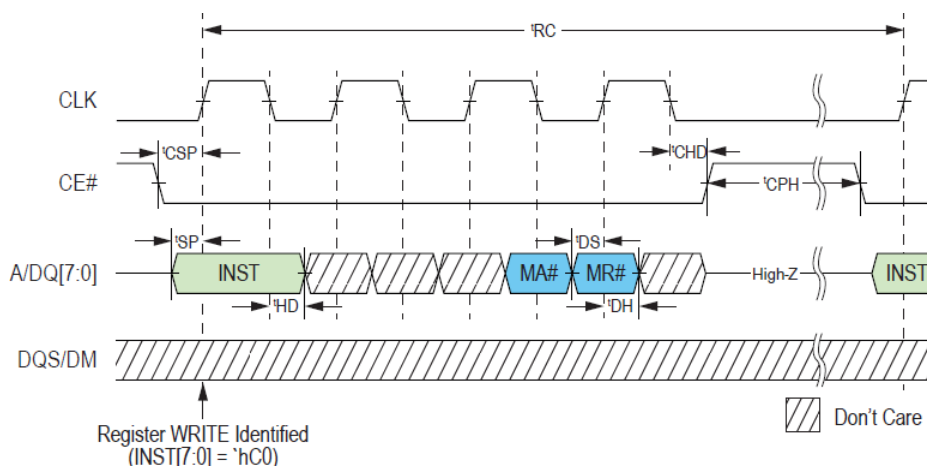 tRC
CLK
tCSP
tCHD
CE#
tCPH
tSP
tDS
A/DQ[7:0]
INST
MA#
MR#
High-Z
INST
tHD
tDH
DQS/DM
Don't Care
Register WRITE Identified
(INST[7:0] = `hC0)